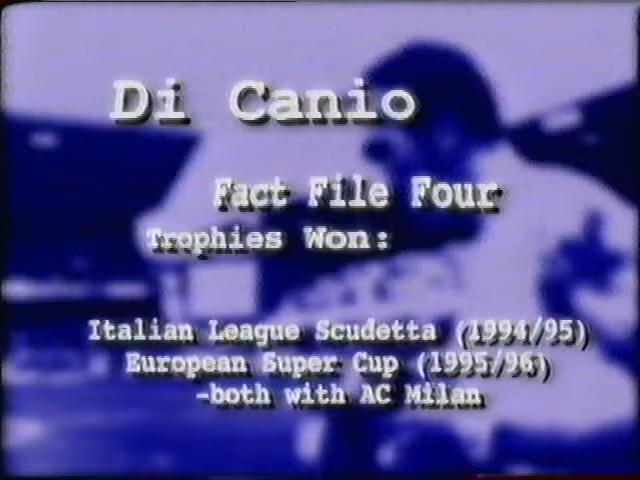 Di Canio
Fact File Four
Trophies Won:
Italian League Scudetta (1994/95)
European Super Cup (1995/96)
-both with AC Milan